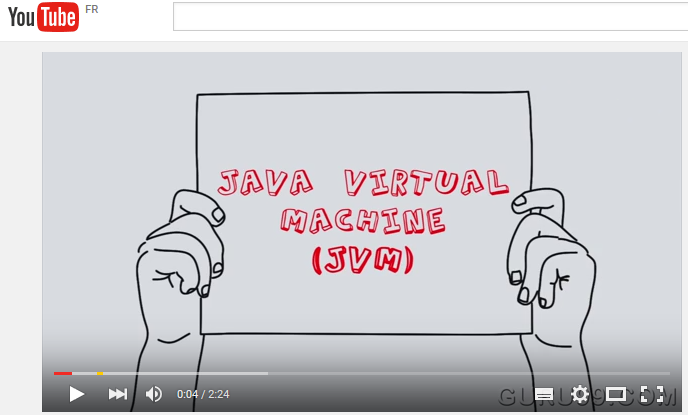 YouTube FR
JAVA VIRTUAL
MACHINE
(JVM)
0:04 / 2:24
GURU99.COM